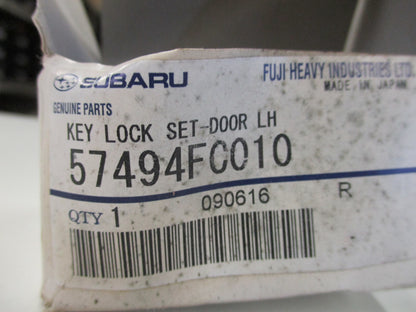 SUBARU FUJI HEAVY INDUSTRIES LTD.
MADE IN JAPAN
GENUINE PARTS
KEY LOCK SET-DOOR LH
57494FC010
090616 R
QTY 1